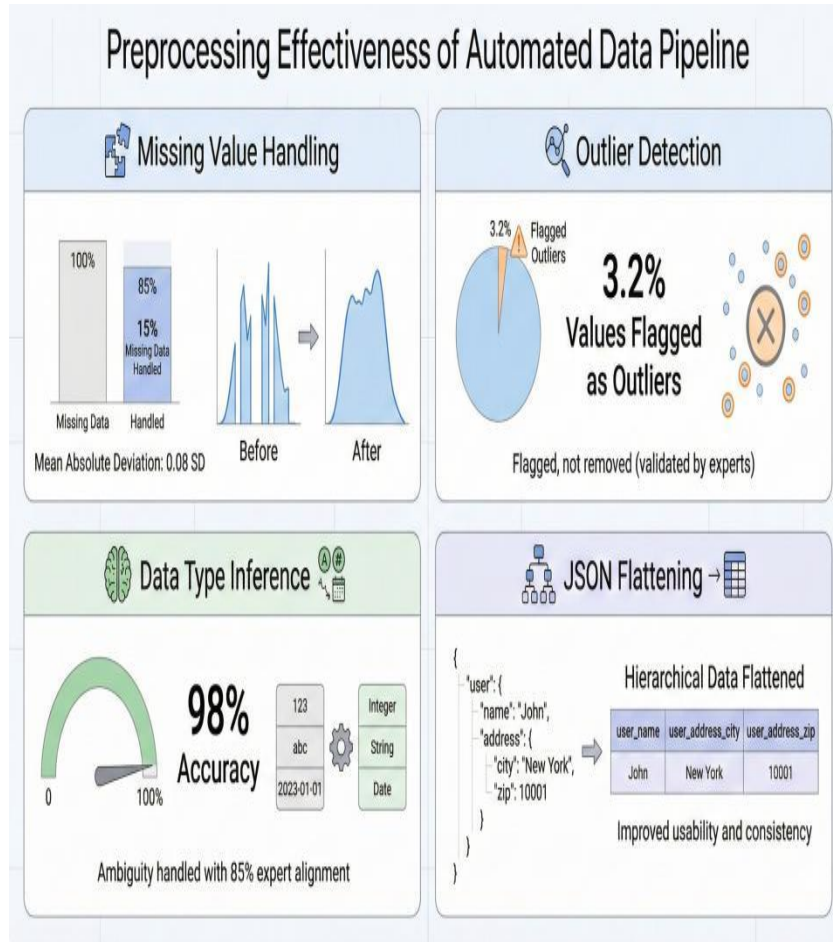 Preprocessing Effectiveness of Automated Data Pipeline
Missing Value Handling
100%
85%
15%
Missing Data
Handled
Missing Data
Handled
Mean Absolute Deviation: 0.08 SD
Before
After
Outlier Detection
3.2%
Flagged
Outliers
3.2%
Values Flagged
as Outliers
Flagged, not removed (validated by experts)
Data Type Inference
A #
0
100%
98%
Accuracy
123
abc
2023-01-01
Integer
String
Date
Ambiguity handled with 85% expert alignment
JSON Flattening
{
"user": {
"name": "John",
"address": {
"city": "New York",
"zip": 10001
}
}
}
Hierarchical Data Flattened
user_name user_address_city user_address_zip
John New York 10001
Improved usability and consistency